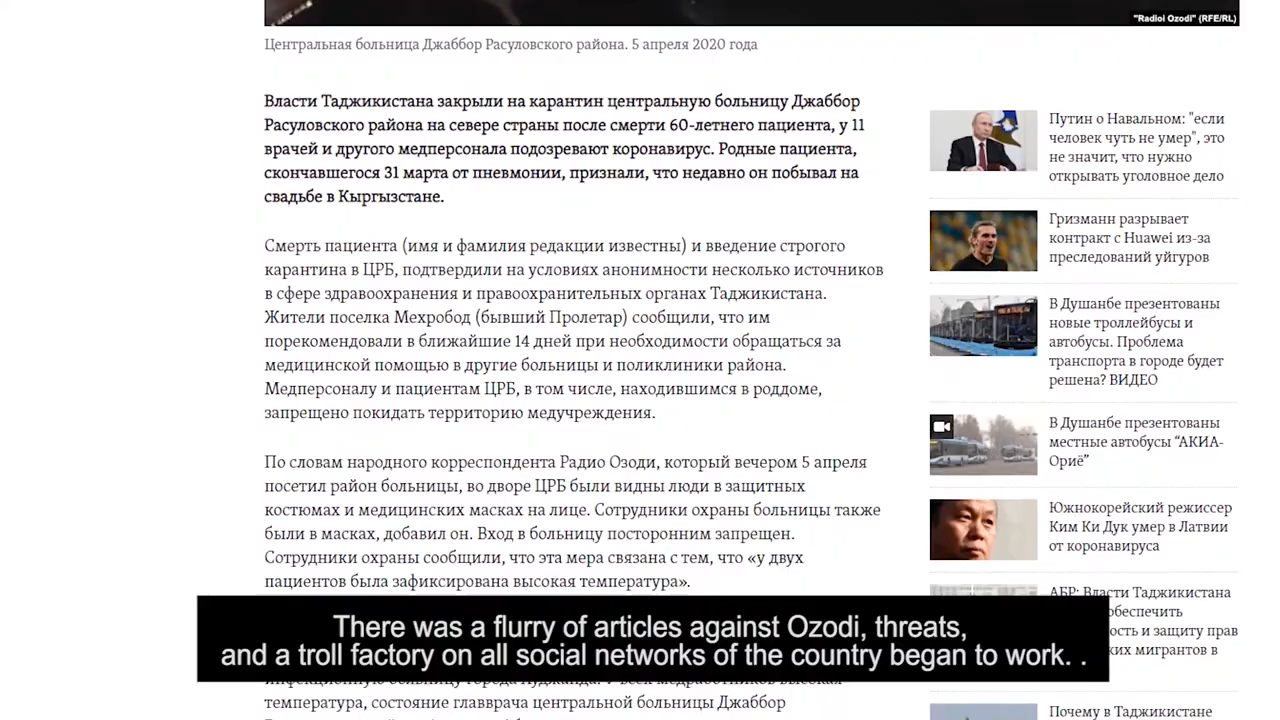 "Radioi Ozodi" (RFE/RL)
Центральная больница Джаббор Расуловского района. 5 апреля 2020 года
Власти Таджикистана закрыли на карантин центральную больницу Джаббор
Расуловского района на севере страны после смерти 60-летнего пациента, у 11
врачей и другого медперсонала подозревают коронавирус. Родные пациента,
скончавшегося 31 марта от пневмонии, признали, что недавно он побывал на
свадьбе в Кыргызстане.
Смерть пациента (имя и фамилия редакции известны) и введение строгого
карантина в ЦРБ, подтвердили на условиях анонимности несколько источников
в сфере здравоохранения и правоохранительных органах Таджикистана.
Жители поселка Мехробод (бывший Пролетар) сообщили, что им
порекомендовали в ближайшие 14 дней при необходимости обращаться за
медицинской помощью в другие больницы и поликлиники района.
Медперсоналу и пациентам ЦРБ, в том числе, находившимся в роддоме,
запрещено покидать территорию медучреждения.
По словам народного корреспондента Радио Озоди, который вечером 5 апреля
посетил район больницы, во дворе ЦРБ были видны люди в защитных
костюмах и медицинских масках на лице. Сотрудники охраны больницы также
были в масках, добавил он. Вход в больницу посторонним запрещен.
Сотрудники охраны сообщили, что эта мера связана с тем, что «у двух
пациентов была зафиксирована высокая температура».
температура, состояние главврача центральной больницы Джаббор
Путин о Навальном: "если
человек чуть не умер", это
не значит, что нужно
открывать уголовное дело
Гризманн разрывает
контракт с Huawei из-за
преследований уйгуров
В Душанбе презентованы
новые троллейбусы и
автобусы. Проблема
транспорта в городе будет
решена? ВИДЕО
В Душанбе презентованы
местные автобусы “АКИА-
Ориё”
Южнокорейский режиссер
Ким Ки Дук умер в Латвии
от коронавируса
АБР: Власти Таджикистана
и защиту прав
мигрантов в
Почему в Таджикистане
There was a flurry of articles against Ozodi, threats,
and a troll factory on all social networks of the country began to work. .